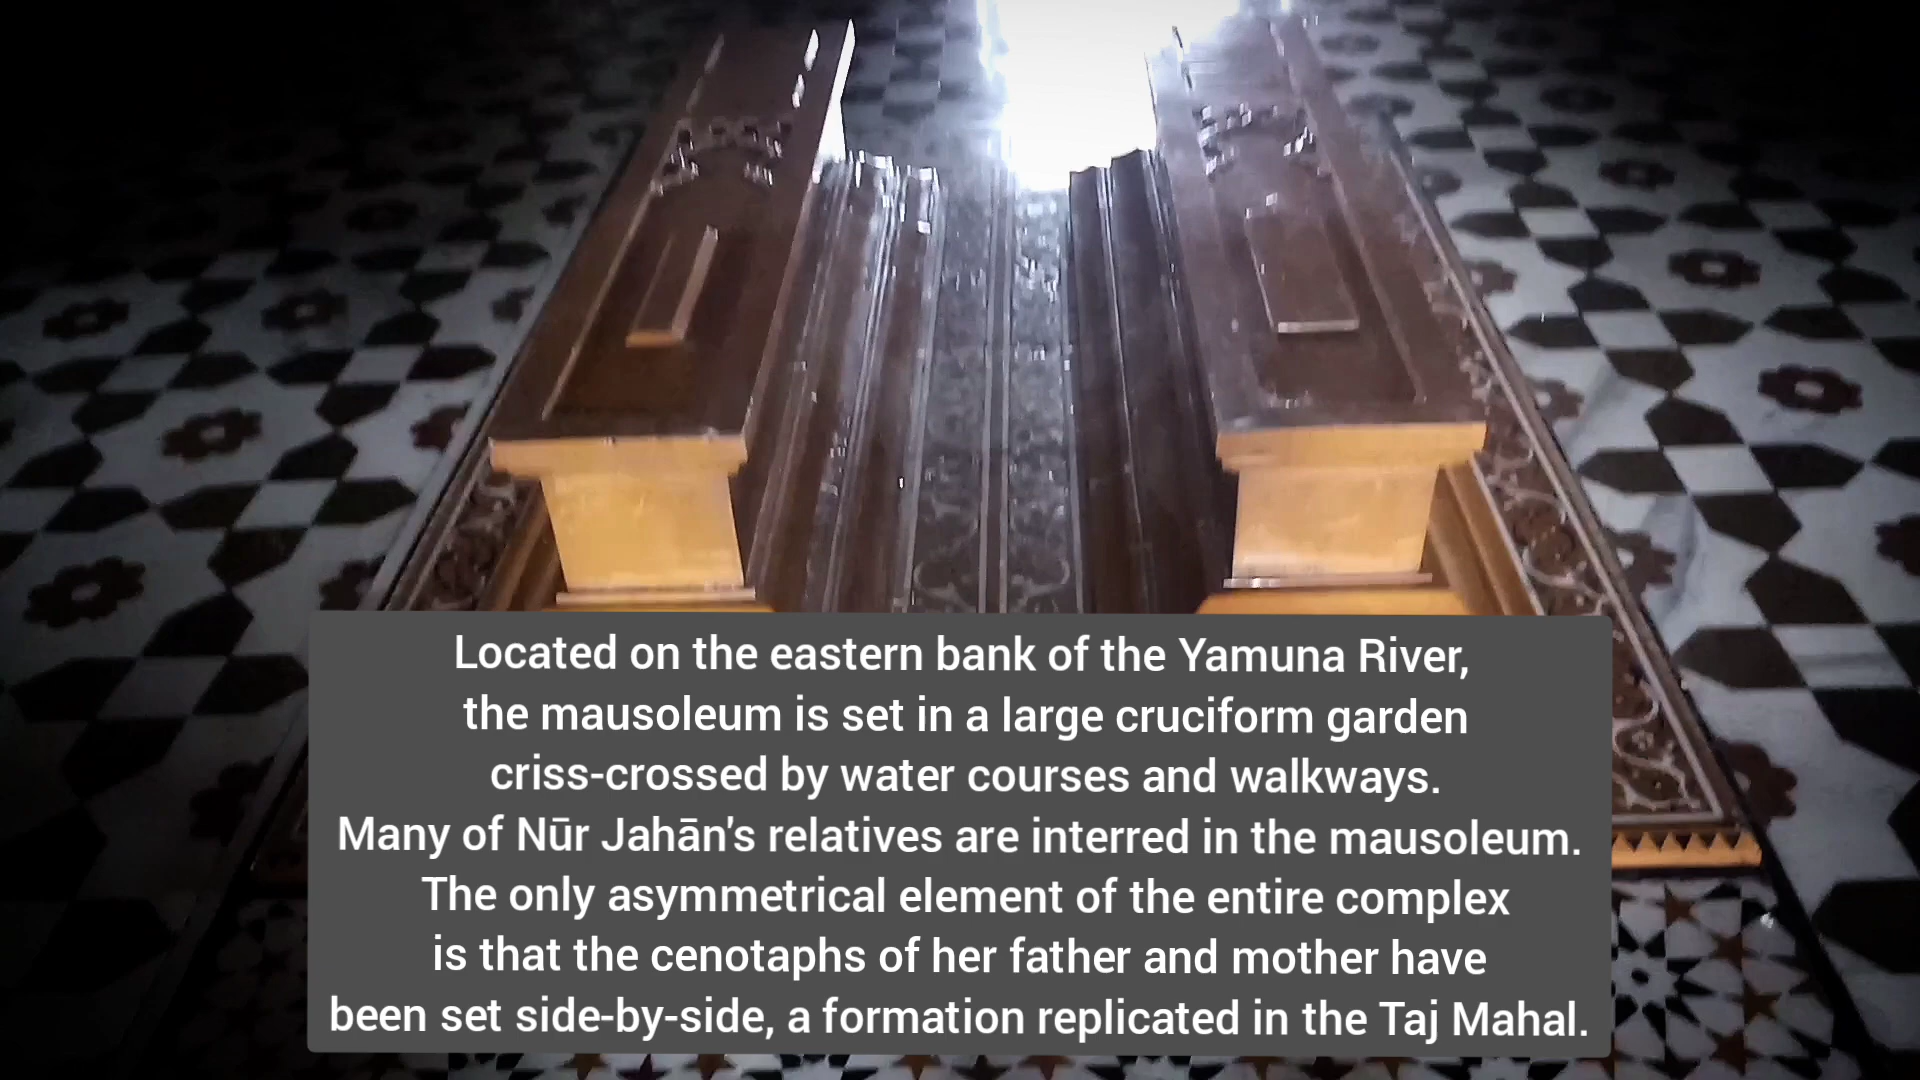 Located on the eastern bank of the Yamuna River,
the mausoleum is set in a large cruciform garden
criss-crossed by water courses and walkways.
Many of Nūr Jahān's relatives are interred in the mausoleum.
The only asymmetrical element of the entire complex
is that the cenotaphs of her father and mother have
been set side-by-side, a formation replicated in the Taj Mahal.